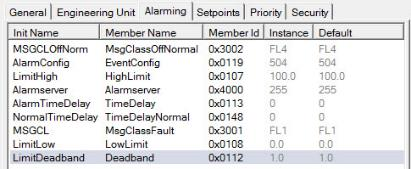 General Engineering Unit Alarming Setpoints Priority Security
Init Name Member Name Member Id Instance Default
MSGCLOffNorm MsgClassOffNormal 0x3002 FL4 FL4
AlarmConfig EventConfig 0x0119 504 504
LimitHigh HighLimit 0x0107 100.0 100.0
Alarmserver Alarmserver 0x4000 255 255
AlarmTimeDelay TimeDelay 0x0113 0 0
NormalTimeDelay TimeDelayNormal 0x0148 0 0
MSGCL MsgClassFault 0x3001 FL1 FL1
LimitLow LowLimit 0x0108 0.0 0.0
LimitDeadband Deadband 0x0112 1.0 1.0